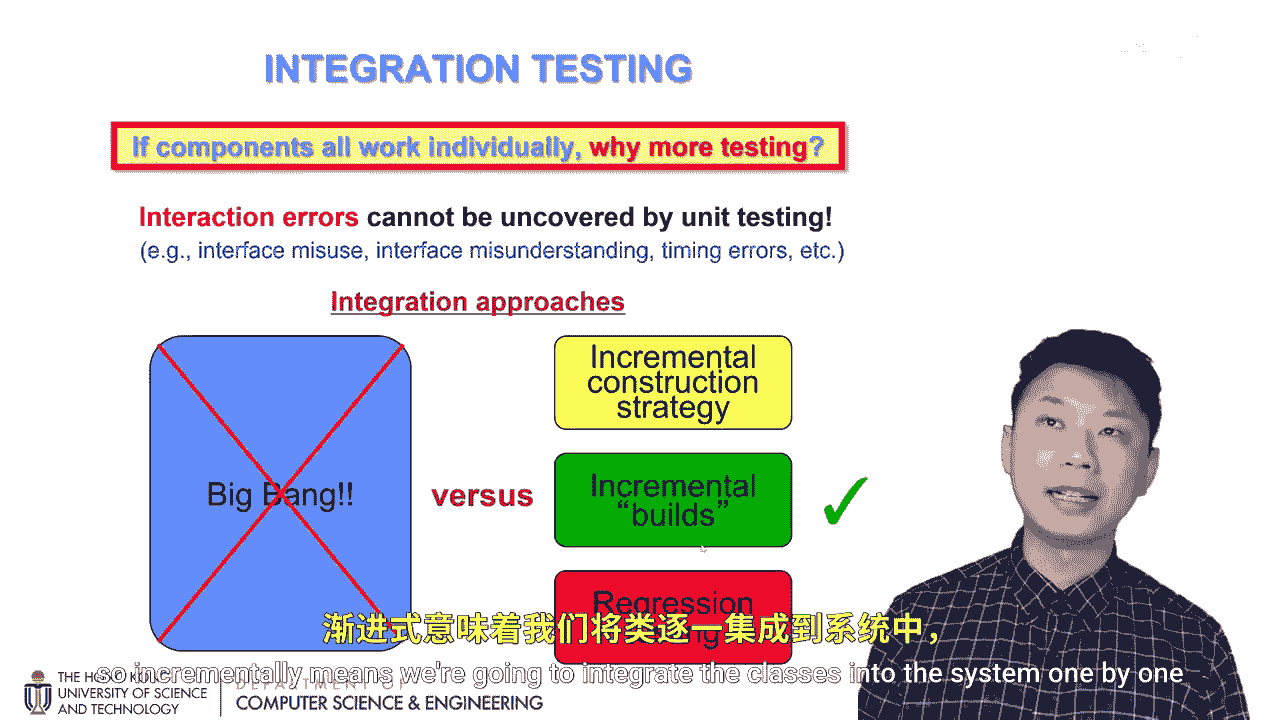 INTEGRATION TESTING
If components all work individually, why more testing?
Interaction errors cannot be uncovered by unit testing!
(e.g., interface misuse, interface misunderstanding, timing errors, etc.)
Integration approaches
Big Bang!!
versus
Incremental
construction
strategy
Incremental
“builds”
✓
Regression
渐进式意味着我们将类逐一集成到系统中，
so incrementally means we're going to integrate the classes into the system one by one
THE HONG KONG
UNIVERSITY OF SCIENCE
AND TECHNOLOGY
DEPARTMENT OF
COMPUTER SCIENCE & ENGINEERING